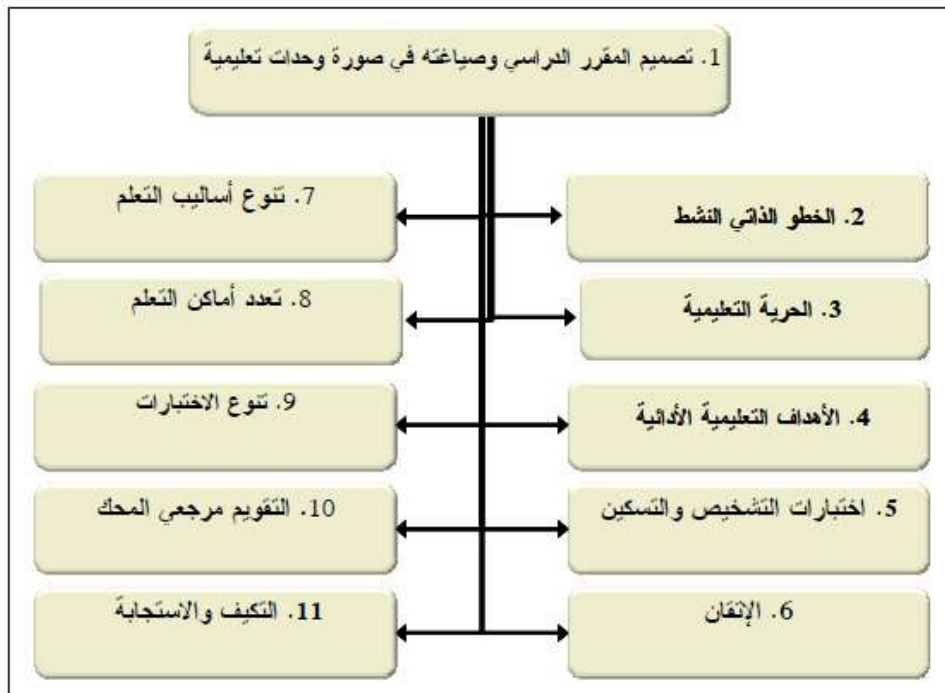 1. تصميم المقرر الدراسي وصياغته في صورة وحدات تعليمية
2. الخطو الذاتي النشط
3. الحرية التعليمية
4. الأهداف التعليمية الأدائية
5. اختبارات التشخيص والتسكين
6. الإتقان
7. تنوع أساليب التعلم
8. تعدد أماكن التعلم
9. تنوع الاختبارات
10. التقويم مرجعي المحك
11. التكيف والاستجابة